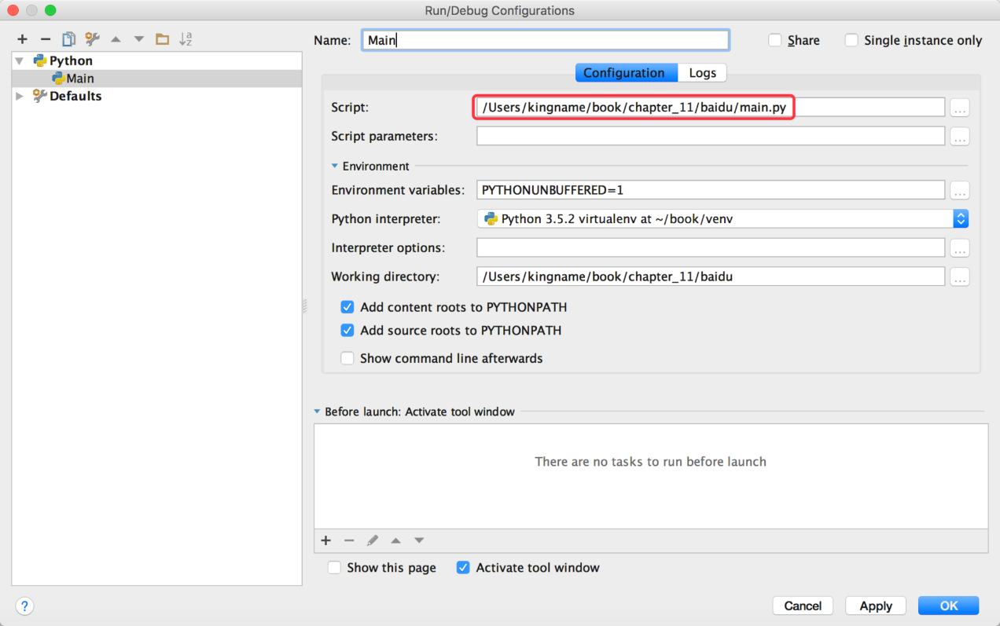 Run/Debug Configurations
Name: Main Share Single instance only
Python
Main
Defaults
Configuration Logs
Script: /Users/kingname/book/chapter_11/baidu/main.py ...
Script parameters: ...
Environment
Environment variables: PYTHONUNBUFFERED=1 ...
Python interpreter: Python 3.5.2 virtualenv at ~/book/venv
Interpreter options: ...
Working directory: /Users/kingname/book/chapter_11/baidu ...
Add content roots to PYTHONPATH
Add source roots to PYTHONPATH
Show command line afterwards
Before launch: Activate tool window
There are no tasks to run before launch
Show this page Activate tool window
? Cancel Apply OK